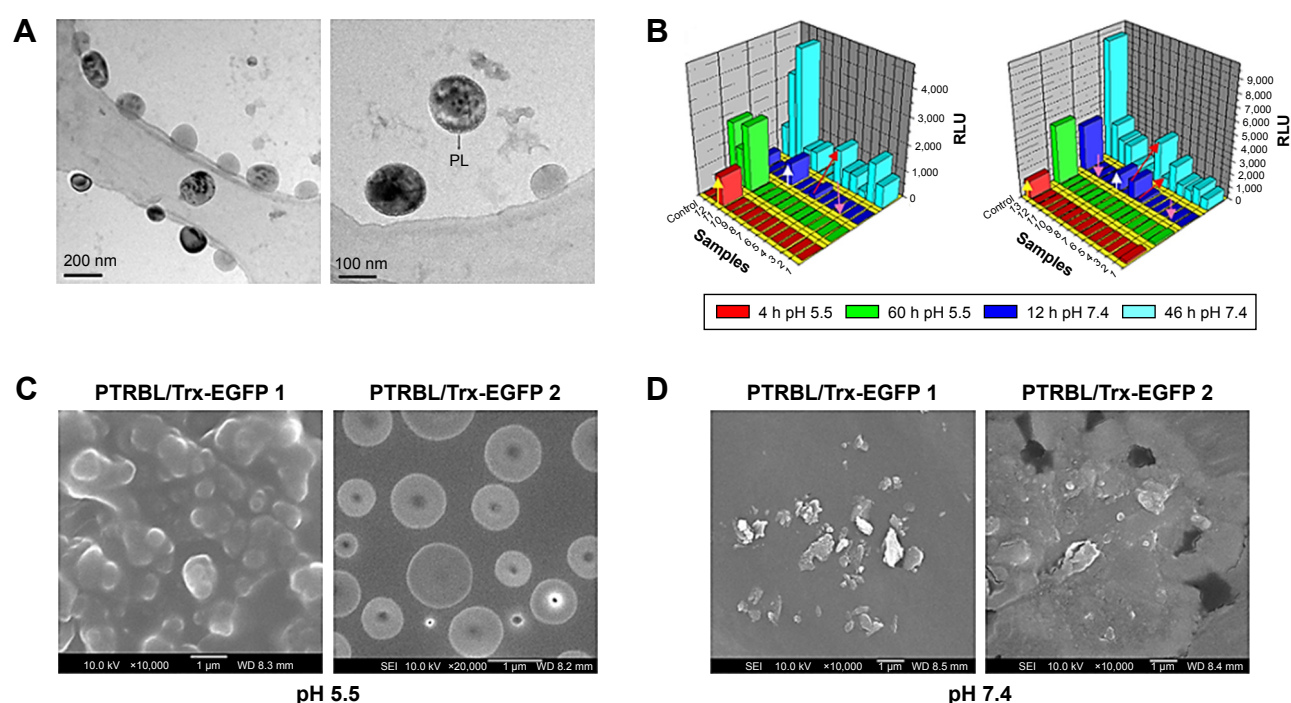 A
200 nm
PL
100 nm
B
4,000
3,000
2,000
1,000
0
RLU
Control
Samples
9,000
8,000
7,000
6,000
5,000
4,000
3,000
2,000
1,000
0
RLU
Control
Samples
4 h pH 5.5 60 h pH 5.5 12 h pH 7.4 46 h pH 7.4
C
PTRBL/Trx-EGFP 1 PTRBL/Trx-EGFP 2
10.0 kV ×10,000 1 µm WD 8.3 mm
SEI 10.0 kV ×20,000 1 µm WD 8.2 mm
pH 5.5
D
PTRBL/Trx-EGFP 1 PTRBL/Trx-EGFP 2
SEI 10.0 kV ×10,000 1 µm WD 8.5 mm
SEI 10.0 kV ×10,000 1 µm WD 8.4 mm
pH 7.4